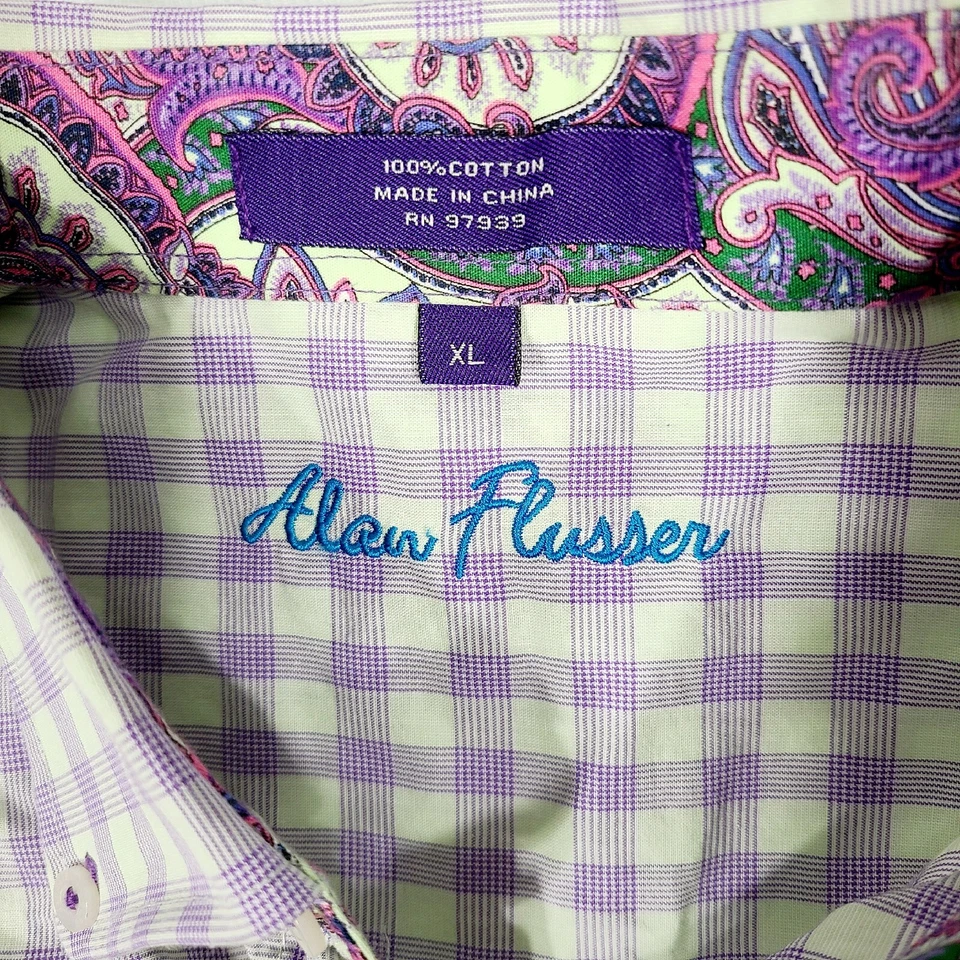 100% COTTON
MADE IN CHINA
RN 97939
XL
Alan Flusser